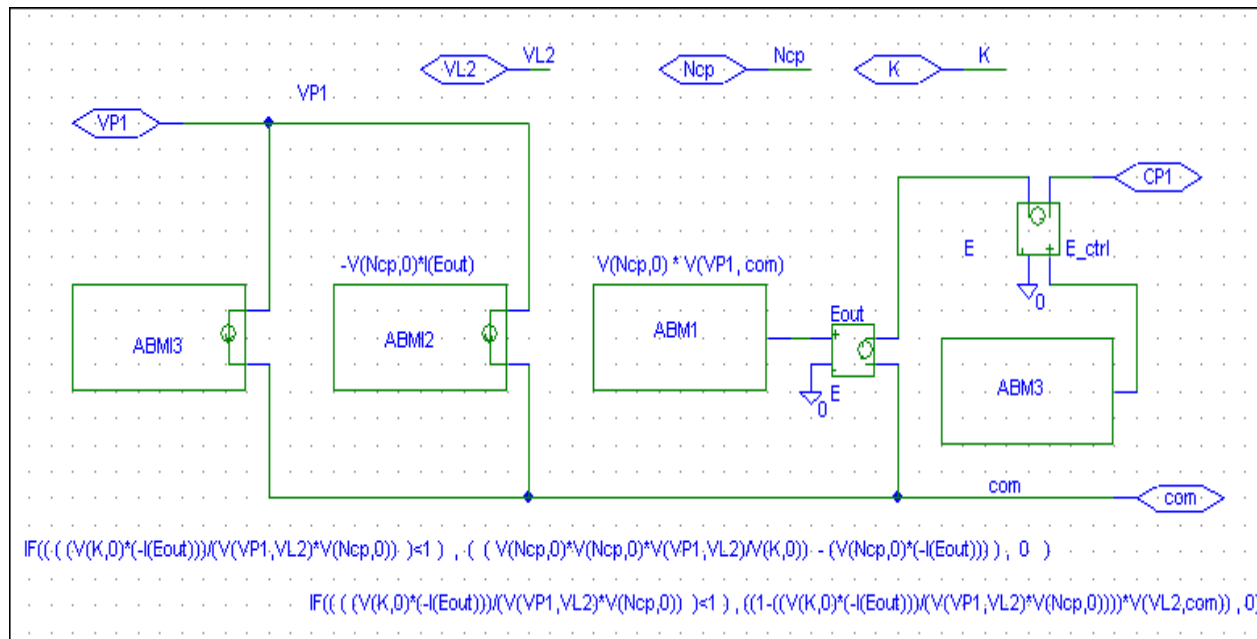 VL2 VL2 Ncp Ncp K K
VP1
VP1
CP1
E E_ctrl
-V(Ncp,0)*I(Eout) V(Ncp,0) * V(VP1, com)
0
Eout
ABMI3 ABMI2 ABM1
ABM3
E
0
com
com
IF(( ( (V(K,0)*(-I(Eout)))/(V(VP1,VL2)*V(Ncp,0)) )<1 ) , ( ( V(Ncp,0)*V(Ncp,0)*V(VP1,VL2)/V(K,0)) - (V(Ncp,0)*(-I(Eout))) ) , 0 )
IF(( ( (V(K,0)*(-I(Eout)))/(V(VP1,VL2)*V(Ncp,0)) )<1 ) , ((1-((V(K,0)*(-I(Eout)))/(V(VP1,VL2)*V(Ncp,0))))*V(VL2,com)) , 0)